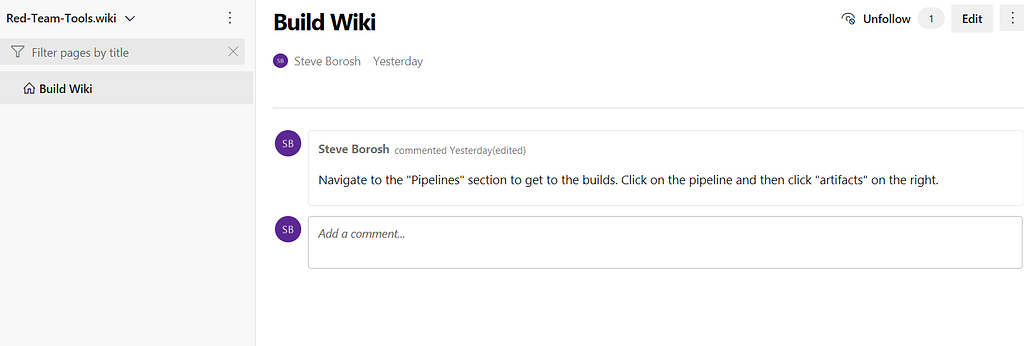 Red-Team-Tools.wiki
Filter pages by title
Build Wiki
Build Wiki
Unfollow 1 Edit
SB Steve Borosh Yesterday
SB
Steve Borosh commented Yesterday(edited)
Navigate to the "Pipelines" section to get to the builds. Click on the pipeline and then click "artifacts" on the right.
SB
Add a comment...